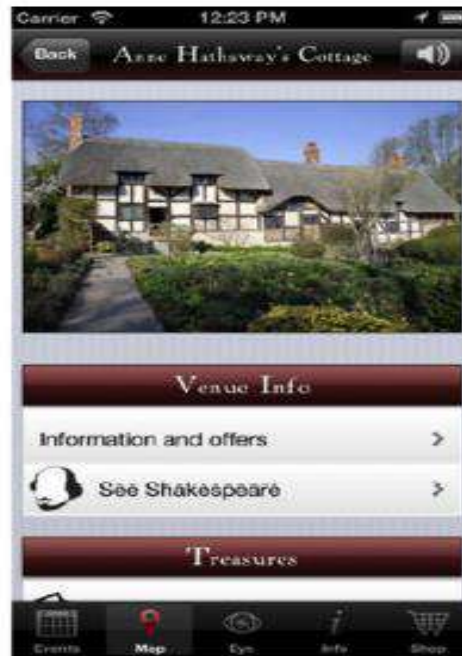 Carrier 12:23 PM
Back Anne Hathaway's Cottage
Venue Info
Information and offers
See Shakespeare
Treasures
Events Map Eye Info Shop